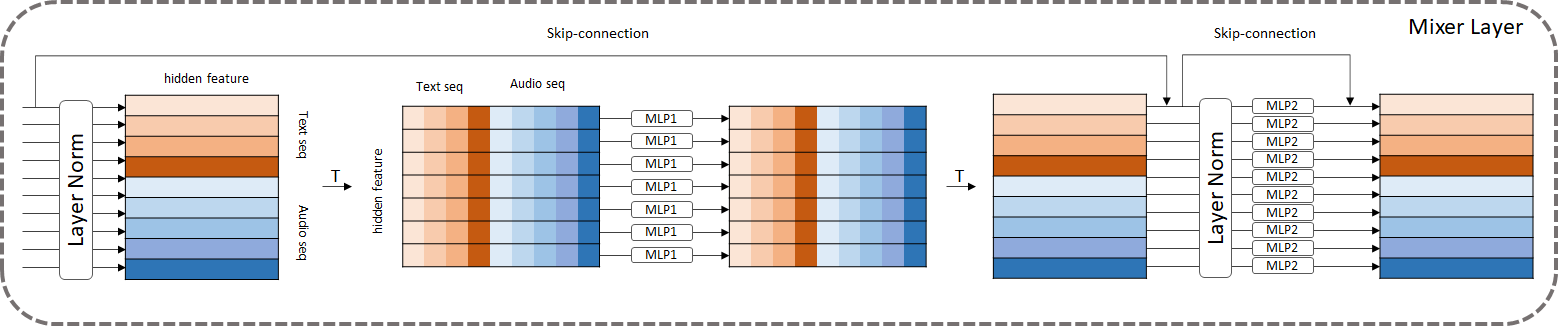 Mixer Layer
Skip-connection
Skip-connection
hidden feature
Layer Norm
Text seq
Audio seq
T
Text seq
Audio seq
hidden feature
MLP1
MLP1
MLP1
MLP1
MLP1
MLP1
MLP1
T
Layer Norm
MLP2
MLP2
MLP2
MLP2
MLP2
MLP2
MLP2
MLP2
MLP2
MLP2